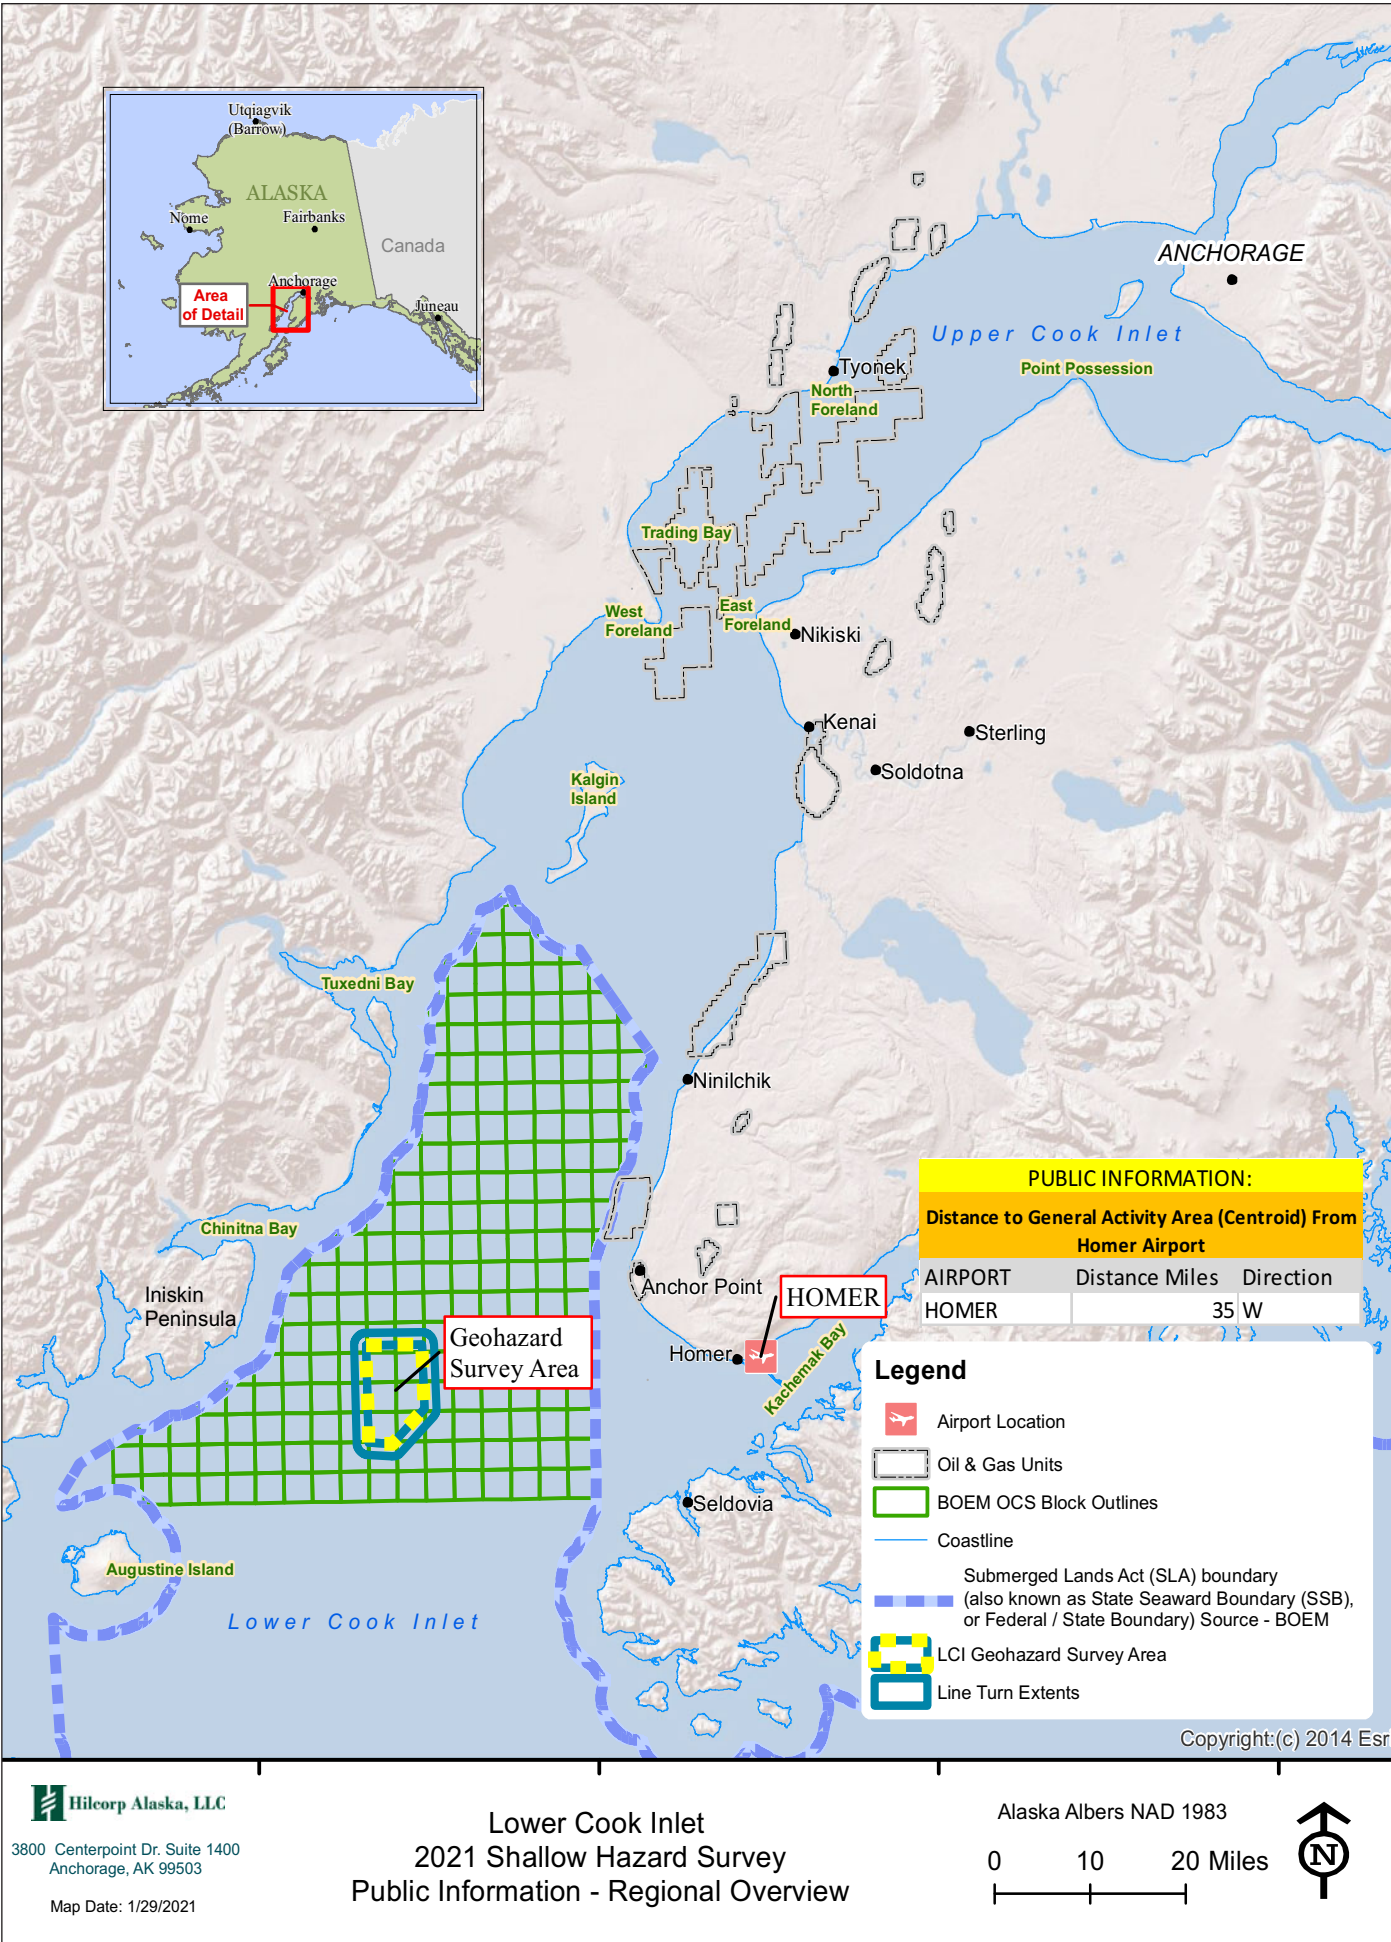 Utqiagvik
(Barrow)
ALASKA
Nome
Fairbanks
Canada
Anchorage
Area
of Detail
Juneau
ANCHORAGE
Upper Cook Inlet
Point Possession
Tyonek
North
Foreland
Trading Bay
West
Foreland
East
Foreland
Nikiski
Kenai
Sterling
Soldotna
Kalgin
Island
Tuxedni Bay
Ninilchik
Chinitna Bay
Iniskin
Peninsula
Anchor Point
HOMER
Geohazard
Survey Area
Homer
Kachemak Bay
Seldovia
Augustine Island
Lower Cook Inlet
PUBLIC INFORMATION:
Distance to General Activity Area (Centroid) From
Homer Airport
AIRPORT Distance Miles Direction
HOMER 35 W
Legend
Airport Location
Oil & Gas Units
BOEM OCS Block Outlines
Coastline
Submerged Lands Act (SLA) boundary
(also known as State Seaward Boundary (SSB),
or Federal / State Boundary) Source - BOEM
LCI Geohazard Survey Area
Line Turn Extents
Copyright:(c) 2014 Esr
Hilcorp Alaska, LLC
3800 Centerpoint Dr. Suite 1400
Anchorage, AK 99503
Map Date: 1/29/2021
Lower Cook Inlet
2021 Shallow Hazard Survey
Public Information - Regional Overview
Alaska Albers NAD 1983
0 10 20 Miles
N